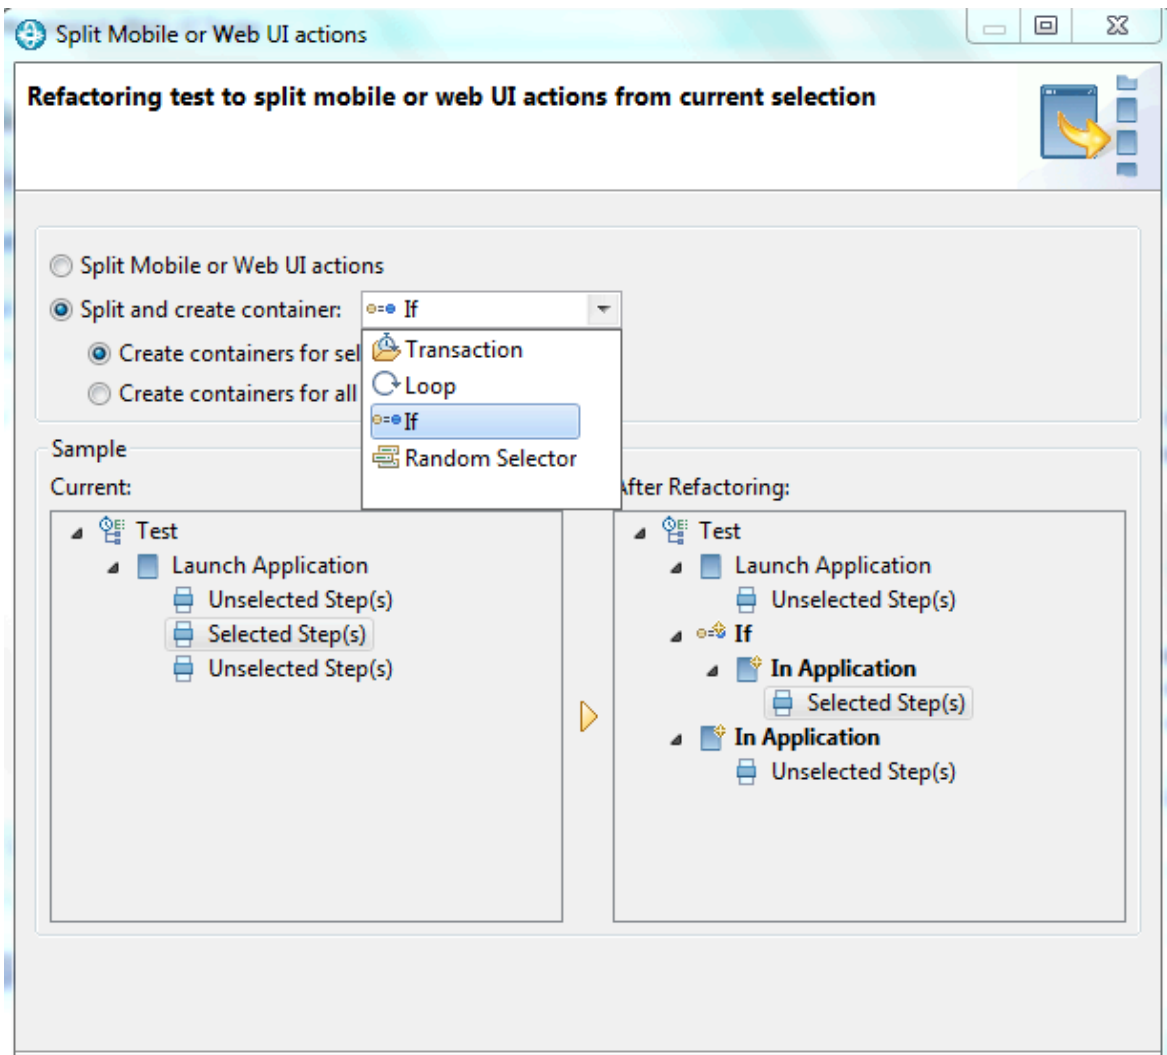 Split Mobile or Web UI actions
Refactoring test to split mobile or web UI actions from current selection
Split Mobile or Web UI actions
Split and create container: If
Transaction
Create containers for sel
Loop
Create containers for all
If
Random Selector
Sample
Current:
After Refactoring:
Test
Launch Application
Unselected Step(s)
Selected Step(s)
Unselected Step(s)
Test
Launch Application
Unselected Step(s)
If
In Application
Selected Step(s)
In Application
Unselected Step(s)